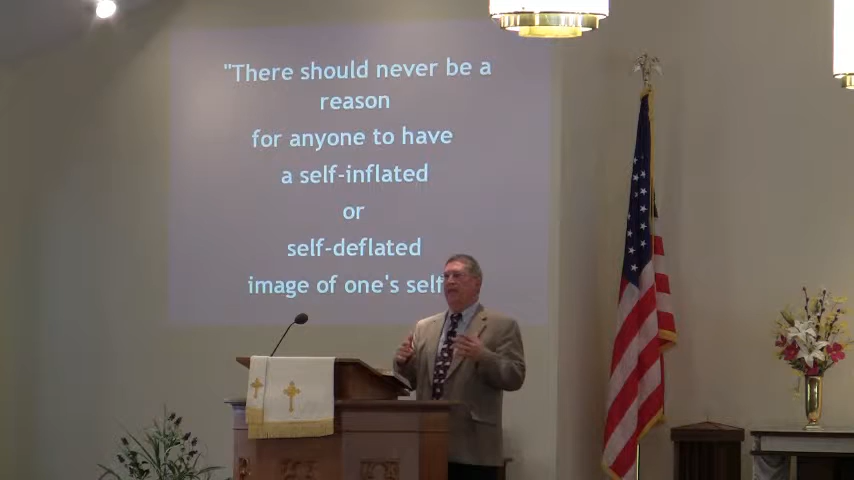 "There should never be a
reason
for anyone to have
a self-inflated
or
self-deflated
image of one's self